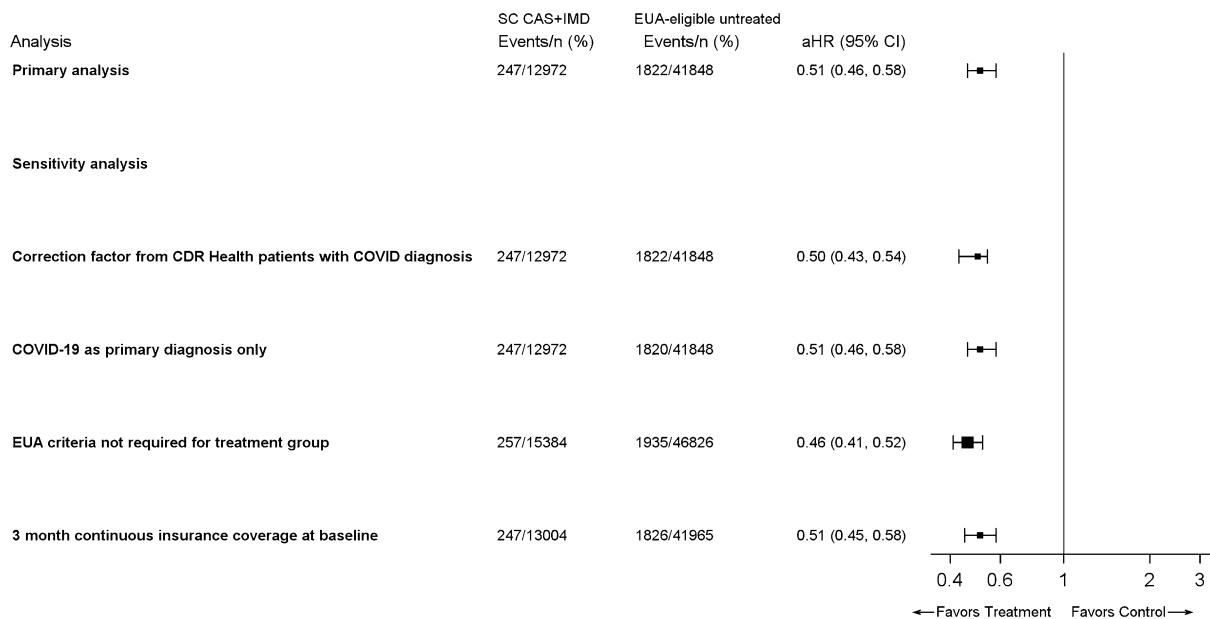 SC CAS+IMD EUA-eligible untreated
Analysis Events/n (%) Events/n (%) aHR (95% CI)
Primary analysis 247/12972 1822/41848 0.51 (0.46, 0.58)
Sensitivity analysis
Correction factor from CDR Health patients with COVID diagnosis 247/12972 1822/41848 0.50 (0.43, 0.54)
COVID-19 as primary diagnosis only 247/12972 1820/41848 0.51 (0.46, 0.58)
EUA criteria not required for treatment group 257/15384 1935/46826 0.46 (0.41, 0.52)
3 month continuous insurance coverage at baseline 247/13004 1826/41965 0.51 (0.45, 0.58)
0.4 0.6 1 2 3
Favors Treatment Favors Control